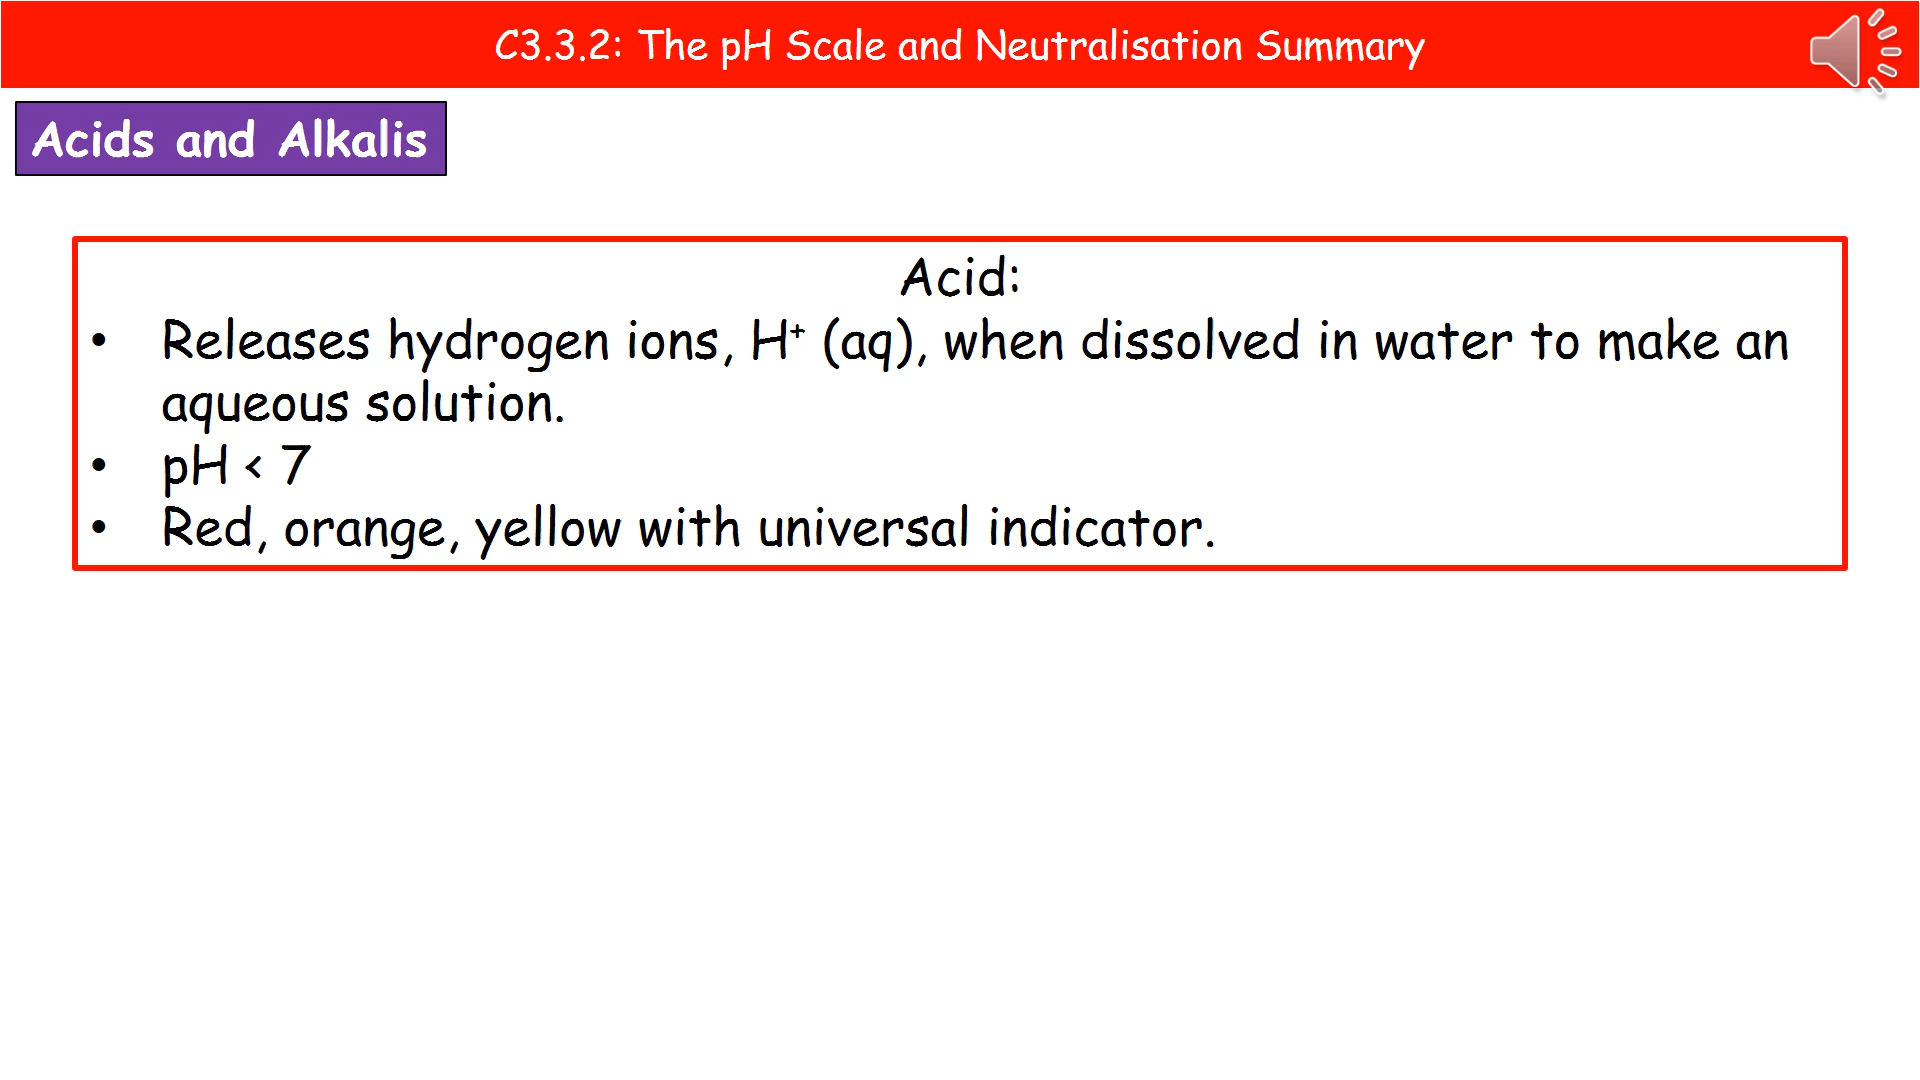 C3.3.2: The pH Scale and Neutralisation Summary
Acids and Alkalis
Acid:
• Releases hydrogen ions, H⁺ (aq), when dissolved in water to make an
aqueous solution.
• pH < 7
• Red, orange, yellow with universal indicator.